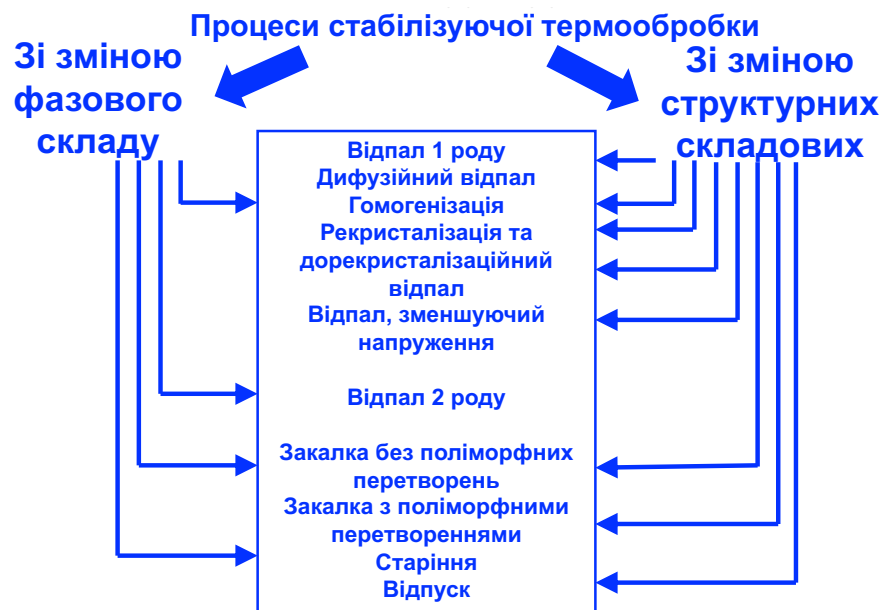 Процеси стабілізуючої термообробки
Зі зміною
фазового
складу
Зі зміною
структурних
складових
Відпал 1 роду
Дифузійний відпал
Гомогенізація
Рекристалізація та
дорекристалізаційний
відпал
Відпал, зменшуючий
напруження
Відпал 2 роду
Закалка без поліморфних
перетворень
Закалка з поліморфними
перетвореннями
Старіння
Відпуск